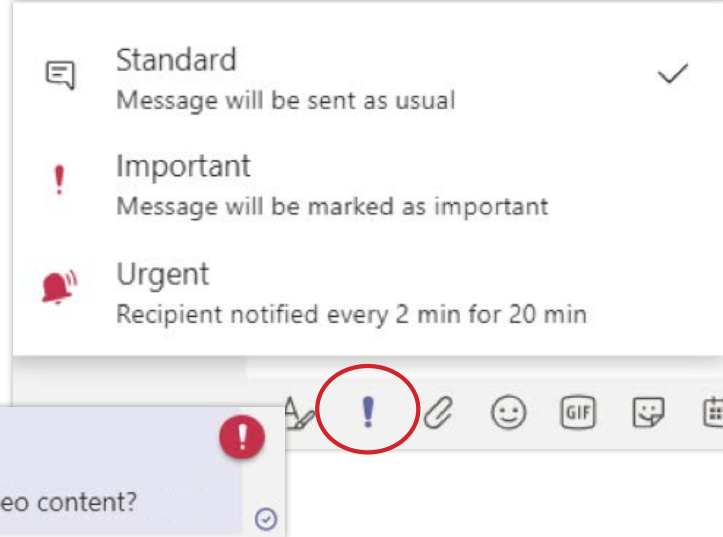 Standard
Message will be sent as usual
Important
Message will be marked as important
Urgent
Recipient notified every 2 min for 20 min
GIF
eo content?